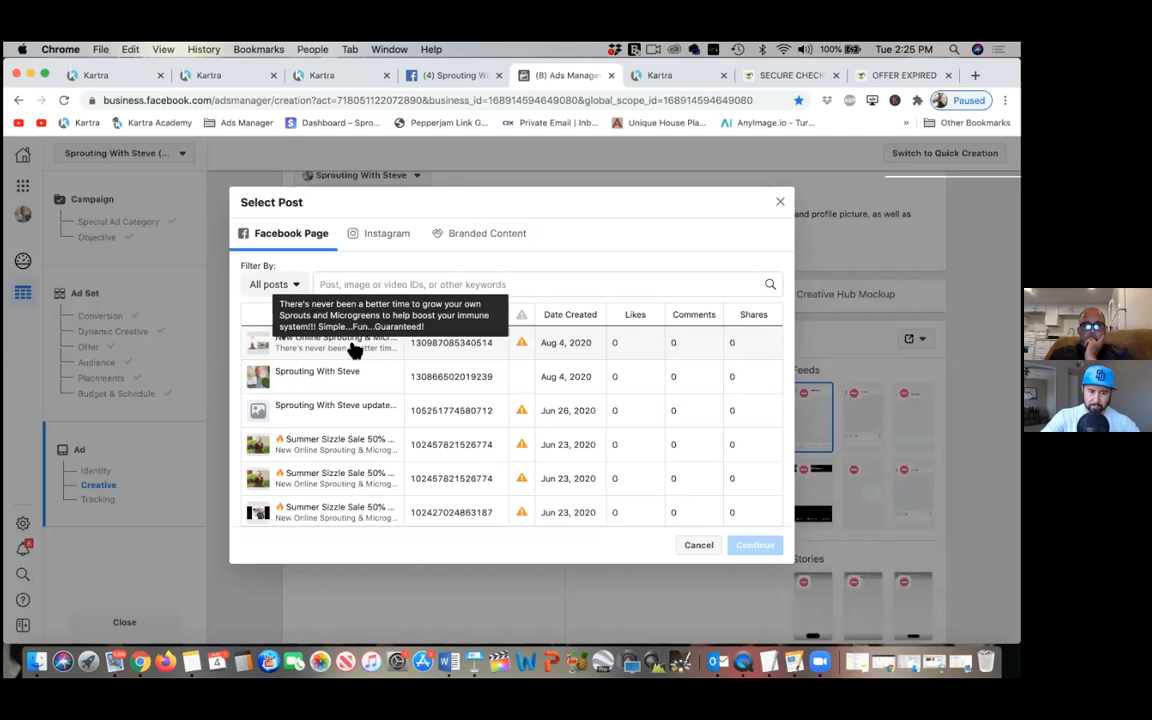 Chrome File Edit View History Bookmarks People Tab Window Help 100% Tue 2:25 PM
Kartra Kartra Kartra (4) Sprouting Wi (8) Ads Manage Kartra SECURE CHECK OFFER EXPIRED
business.facebook.com/adsmanager/creation?act=718051122072890&business_id=168914594649080&global_scope_id=168914594649080 Paused
Kartra Kartra Academy Ads Manager Dashboard – Spro... Pepperjam Link G... Private Email | Inb... Unique House Pla... AnyImage.io - Tur... » Other Bookmarks
Sprouting With Steve (... Sprouting With Steve Switch to Quick Creation
Campaign
Special Ad Category
Objective
Ad Set
Conversion
Dynamic Creative
Offer
Audience
Placements
Budget & Schedule
Ad
Identity
Creative
Tracking
Close
8
Select Post
Facebook Page Instagram Branded Content
Filter By:
All posts Post, image or video IDs, or other keywords
There's never been a better time to grow your own
Sprouts and Microgreens to help boost your immune
system!!! Simple...Fun...Guaranteed!
Date Created Likes Comments Shares
New Online Sprouting & Micr...
There's never been a better tim... 130987085340514 Aug 4, 2020 0 0 0
Sprouting With Steve 130866502019239 Aug 4, 2020 0 0 0
Sprouting With Steve update... 105251774580712 Jun 26, 2020 0 0 0
🔥 Summer Sizzle Sale 50% ...
New Online Sprouting & Microg... 102457821526774 Jun 23, 2020 0 0 0
🔥 Summer Sizzle Sale 50% ...
New Online Sprouting & Microg... 102457821526774 Jun 23, 2020 0 0 0
🔥 Summer Sizzle Sale 50% ...
New Online Sprouting & Microg... 102427024863187 Jun 23, 2020 0 0 0
Cancel Continue
and profile picture, as well as
Creative Hub Mockup
Feeds
Stories